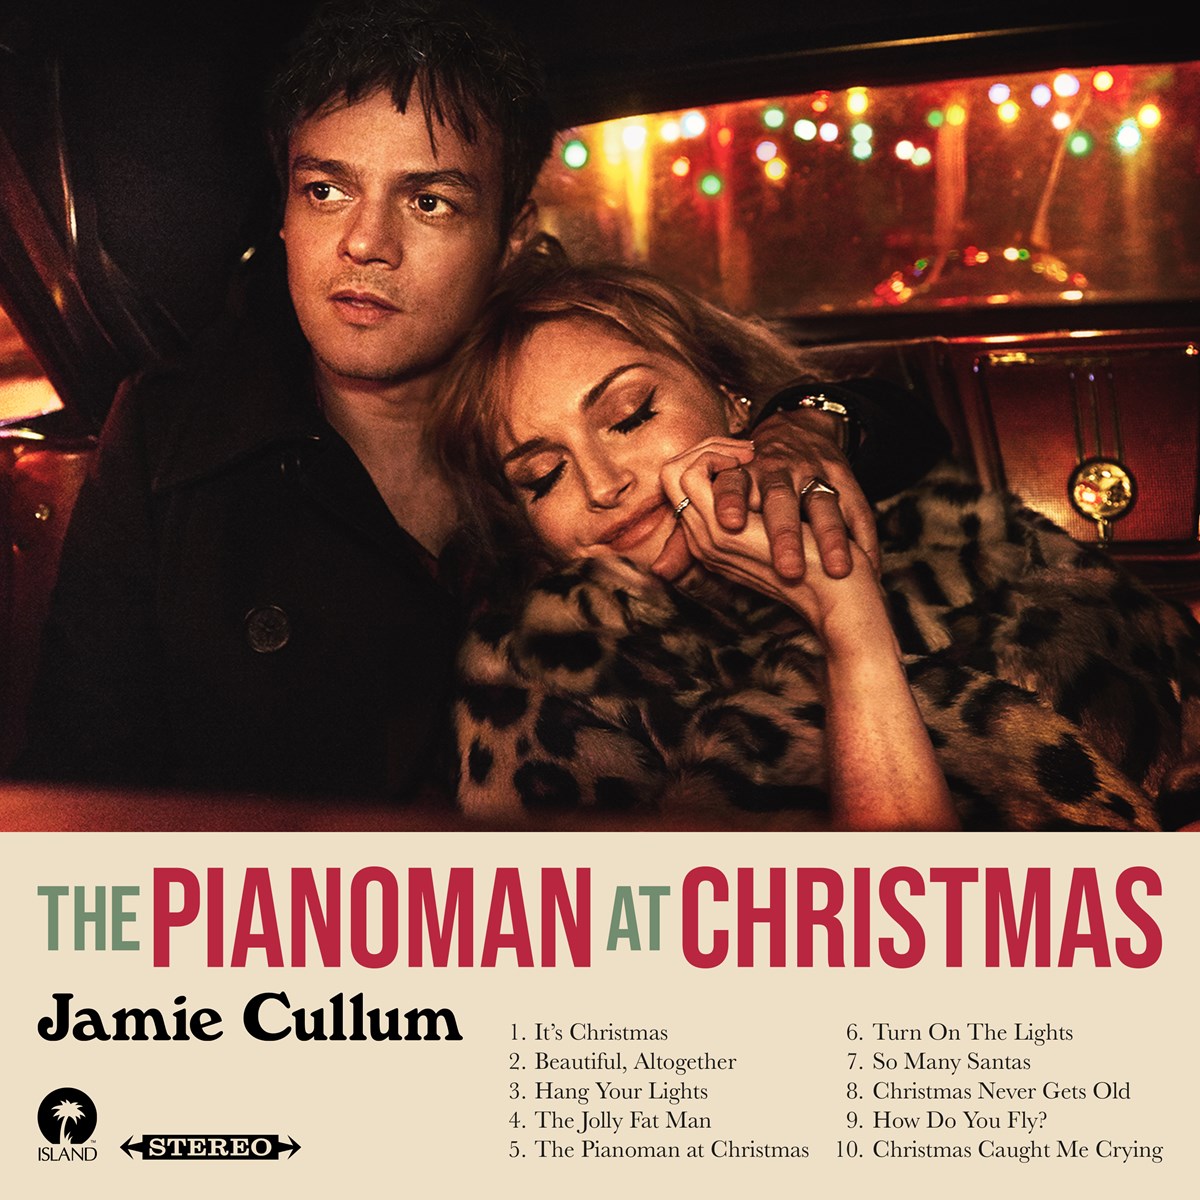 THE PIANOMAN AT CHRISTMAS
Jamie Cullum
1. It's Christmas
2. Beautiful, Altogether
3. Hang Your Lights
4. The Jolly Fat Man
5. The Pianoman at Christmas
6. Turn On The Lights
7. So Many Santas
8. Christmas Never Gets Old
9. How Do You Fly?
10. Christmas Caught Me Crying
ISLAND™
STEREO